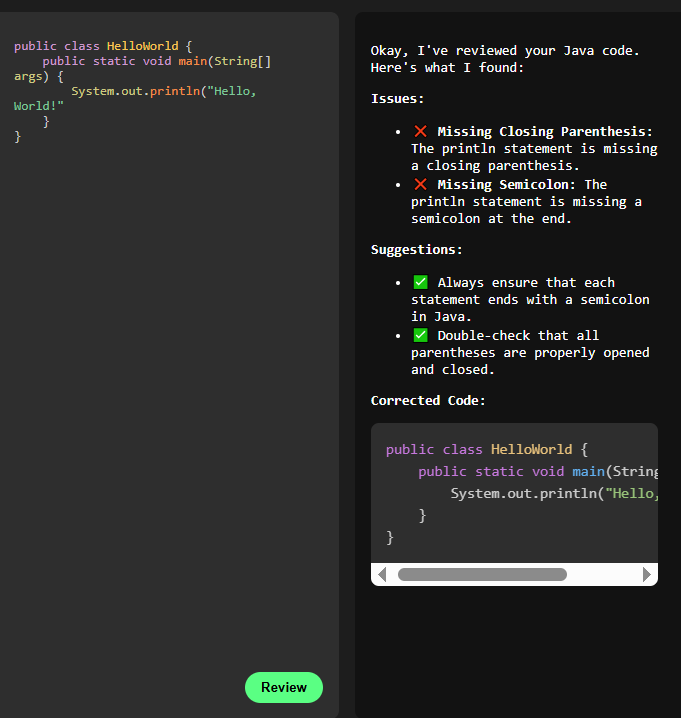 public class HelloWorld {
    public static void main(String[]
args) {
        System.out.println("Hello,
World!"
    }
}
Review
Okay, I've reviewed your Java code.
Here's what I found:
Issues:
• ❌ Missing Closing Parenthesis:
The println statement is missing
a closing parenthesis.
• ❌ Missing Semicolon: The
println statement is missing a
semicolon at the end.
Suggestions:
• ✅ Always ensure that each
statement ends with a semicolon
in Java.
• ✅ Double-check that all
parentheses are properly opened
and closed.
Corrected Code:
public class HelloWorld {
    public static void main(String
        System.out.println("Hello,
    }
}